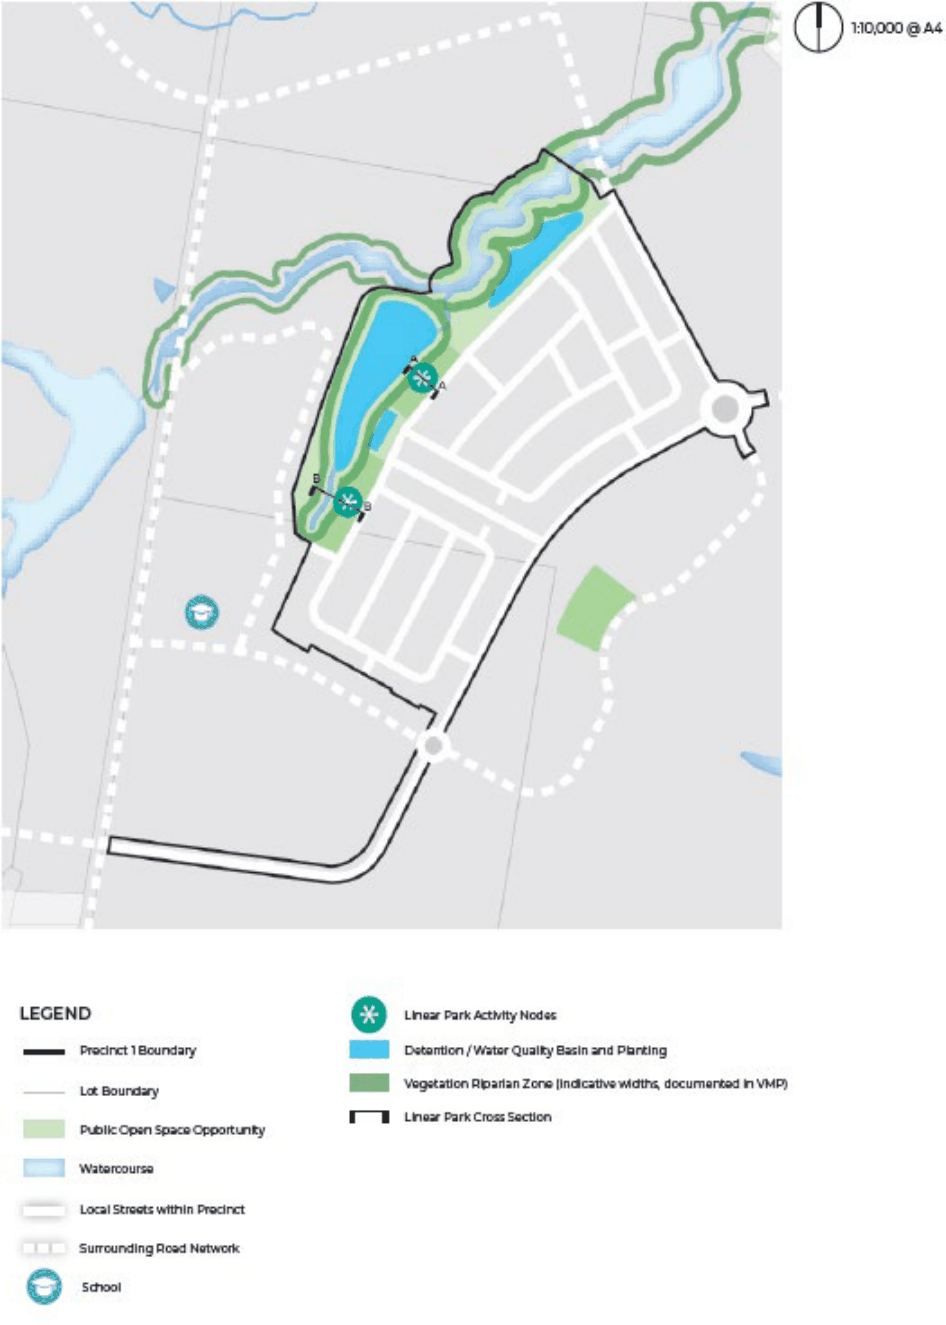 1:10,000 @ A4
A
A
B
B
LEGEND
Precinct 1 Boundary
Lot Boundary
Public Open Space Opportunity
Watercourse
Local Streets within Precinct
Surrounding Road Network
School
Linear Park Activity Nodes
Detention / Water Quality Basin and Planting
Vegetation Riparian Zone (indicative widths, documented in VMP)
Linear Park Cross Section